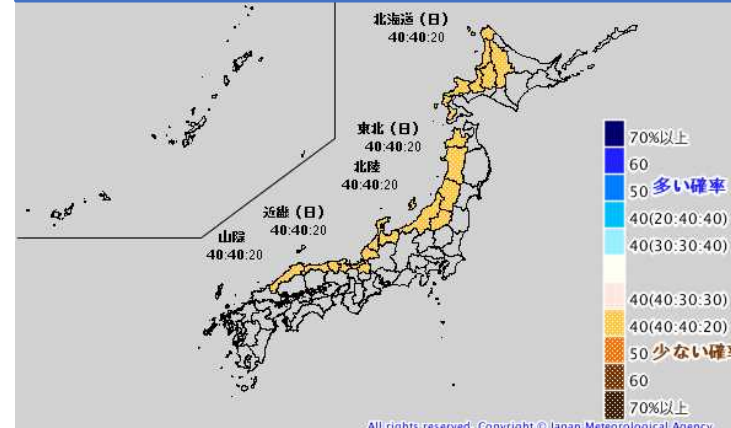 北海道（日）
40:40:20
東北（日）
40:40:20
北陸
40:40:20
近畿（日）
40:40:20
山陰
40:40:20
70%以上
60
50 多い確率
40(20:40:40)
40(30:30:40)
40(40:30:30)
40(40:40:20)
50 少ない確率
60
70%以上
All rights reserved. Copyright © Japan Meteorological Agency